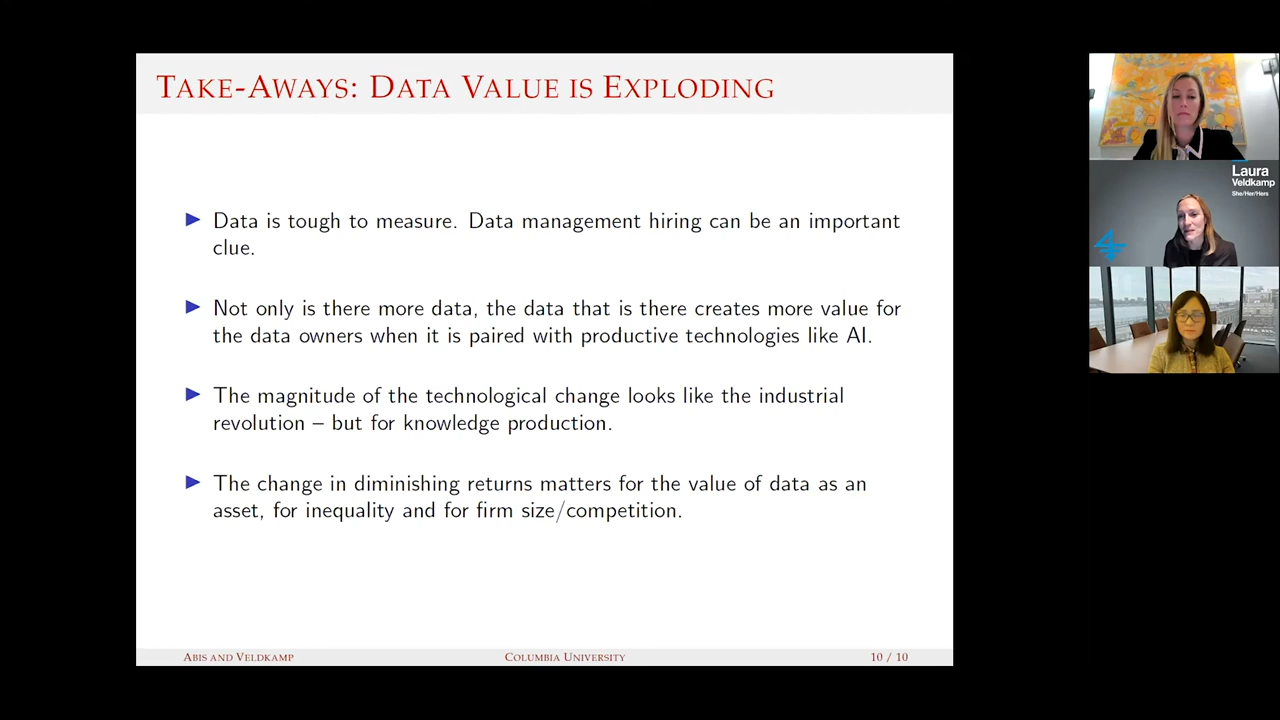 TAKE-AWAYS: DATA VALUE IS EXPLODING
Data is tough to measure. Data management hiring can be an important
clue.
Not only is there more data, the data that is there creates more value for
the data owners when it is paired with productive technologies like AI.
The magnitude of the technological change looks like the industrial
revolution – but for knowledge production.
The change in diminishing returns matters for the value of data as an
asset, for inequality and for firm size/competition.
ABIS AND VELDKAMP
COLUMBIA UNIVERSITY
10 / 10
Laura
Veldkamp
She/Her/Hers